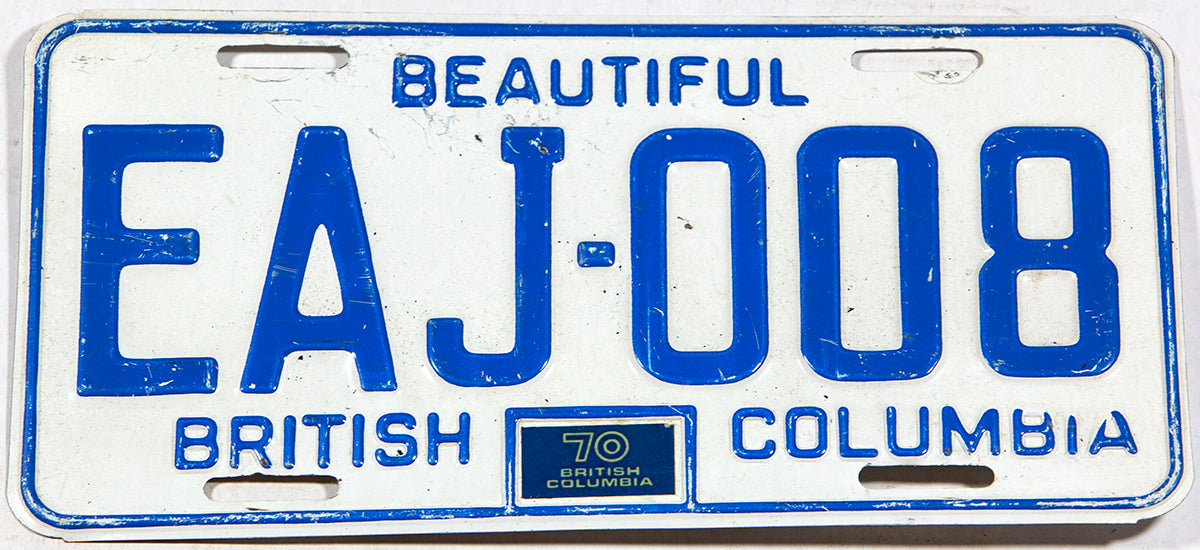 BEAUTIFUL
EAJ-008
BRITISH COLUMBIA
70
BRITISH
COLUMBIA